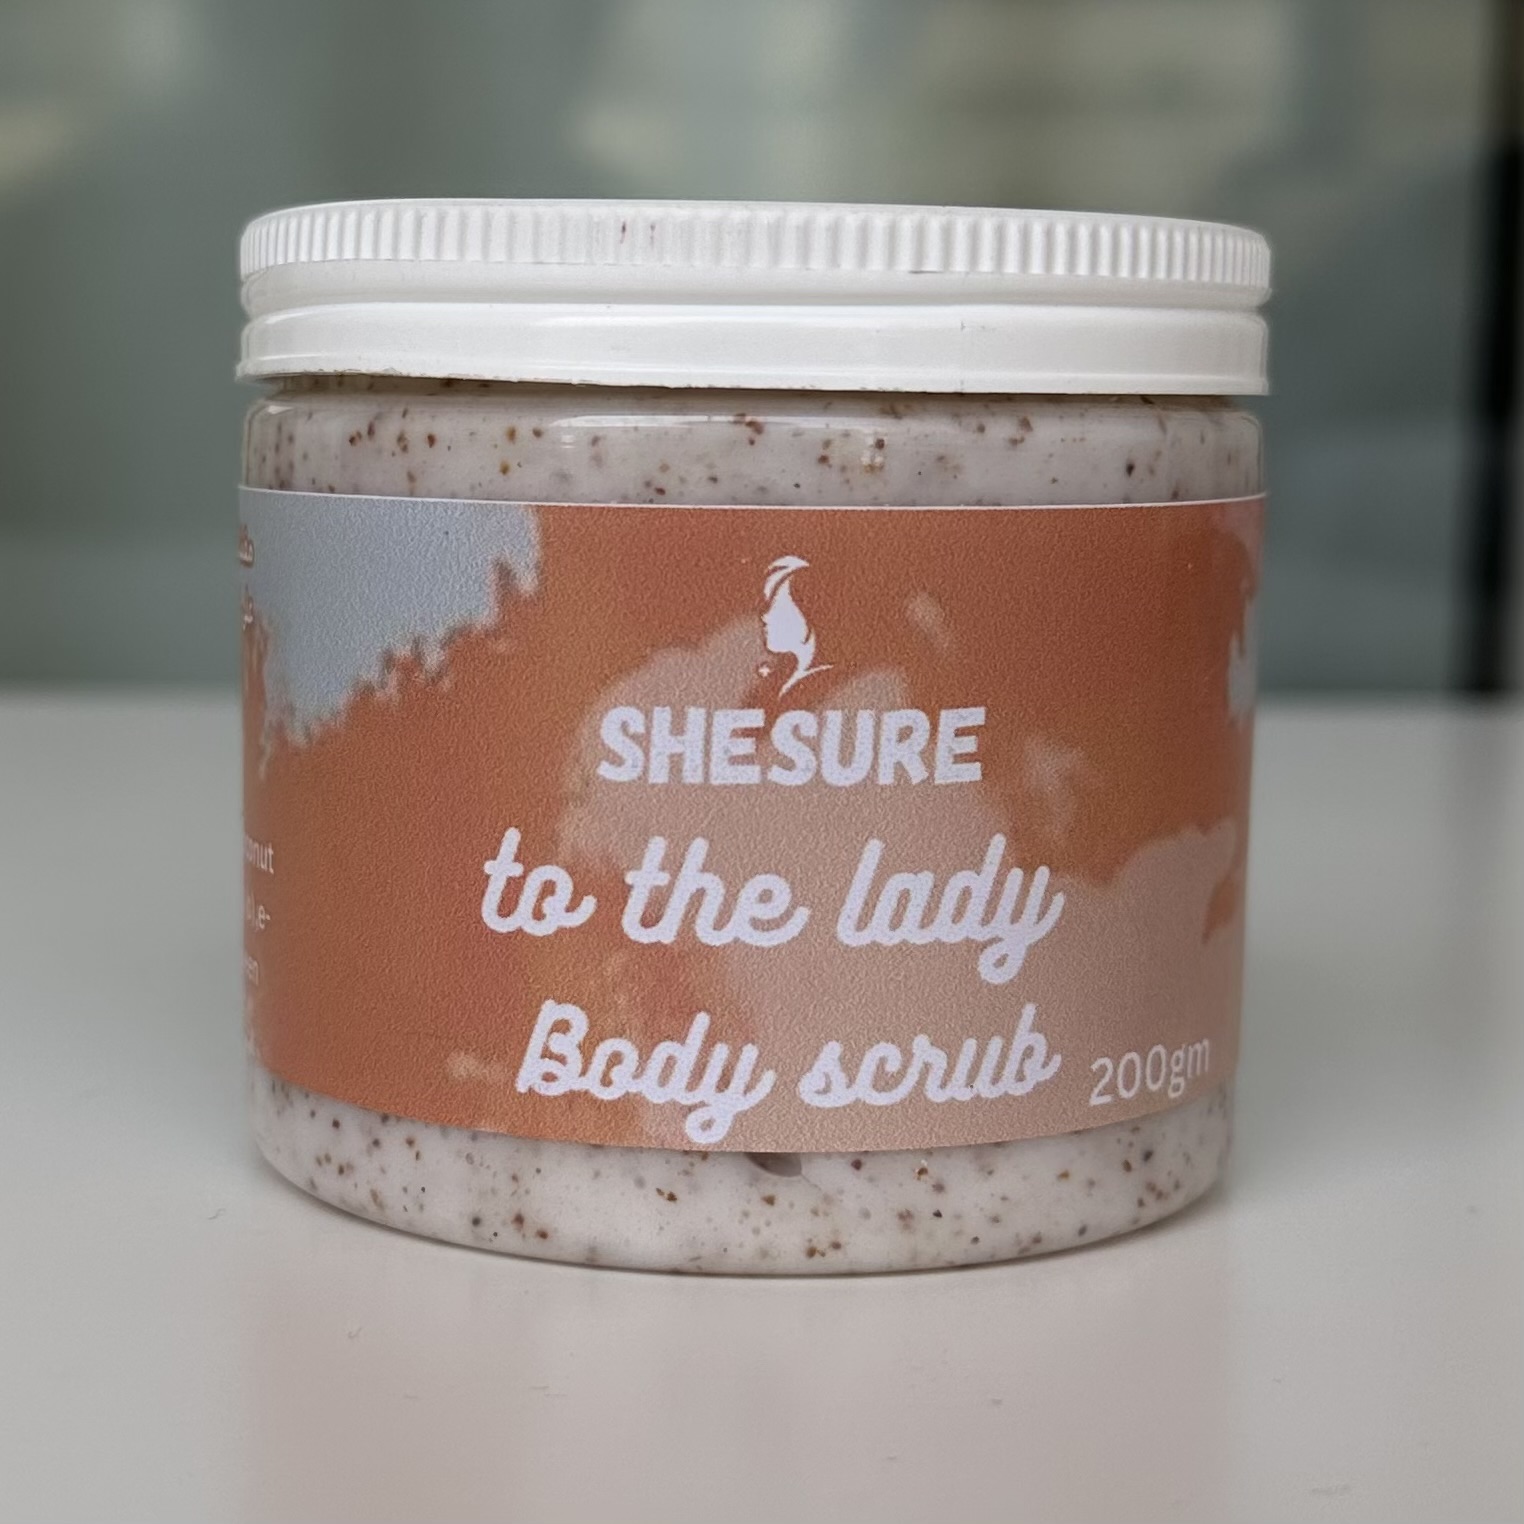 SHESURE
to the lady
Body scrub
200gm